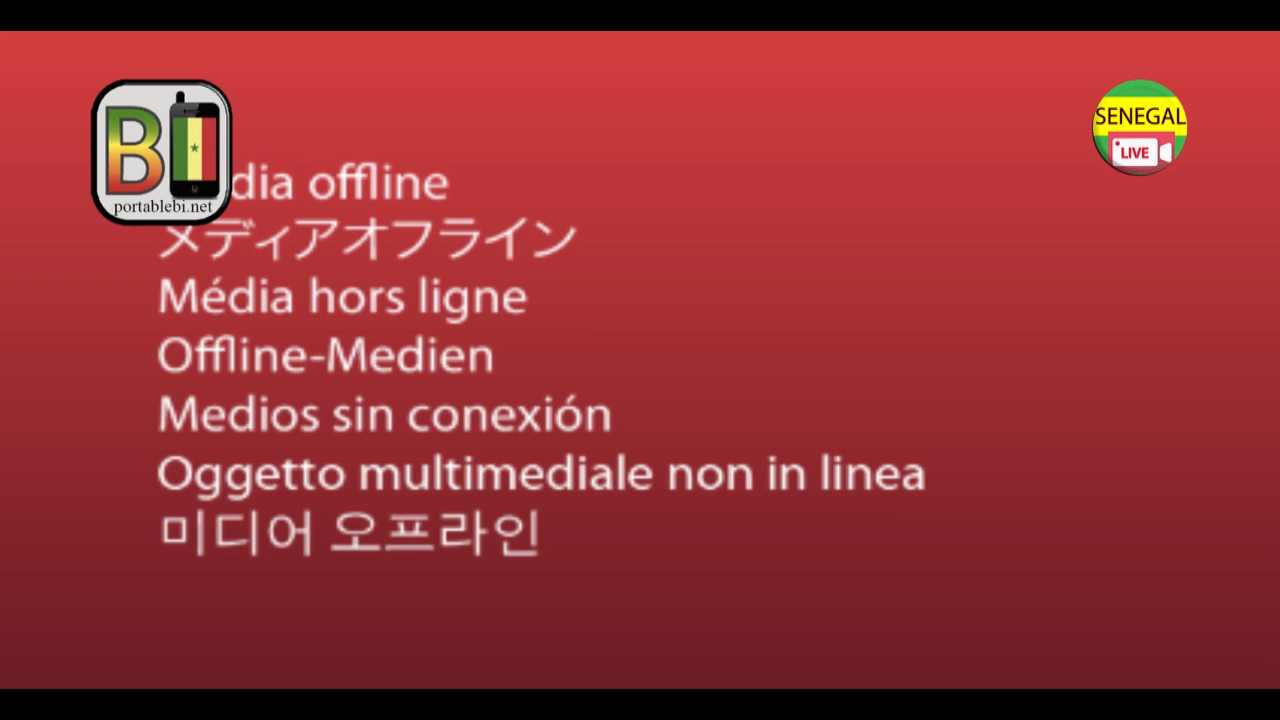 BI
portablebi.net
SENEGAL
LIVE
dia offline
メディアオフライン
Média hors ligne
Offline-Medien
Medios sin conexión
Oggetto multimediale non in linea
미디어 오프라인